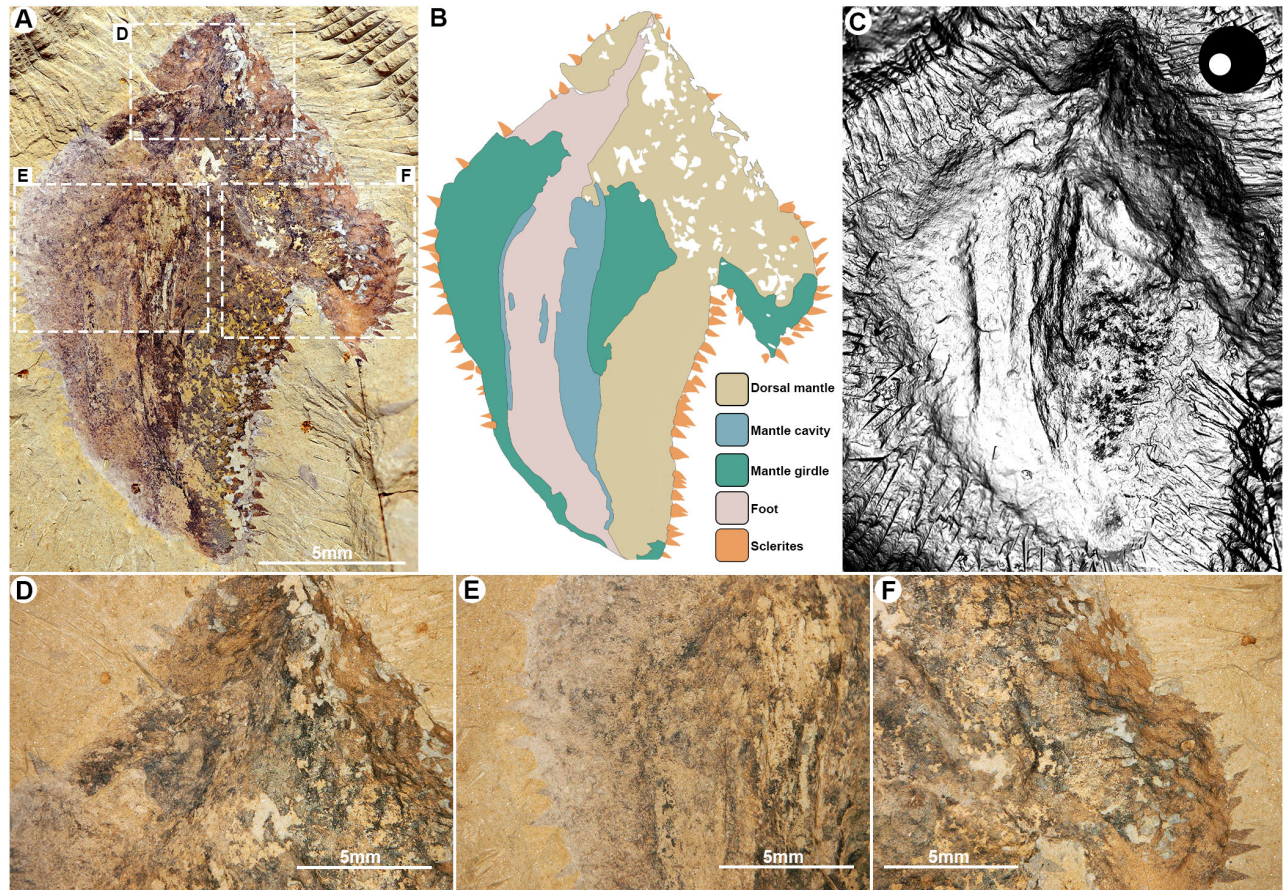 A
B
C
D
E
F
5mm
Dorsal mantle
Mantle cavity
Mantle girdle
Foot
Sclerites
D
E
F
5mm
5mm
5mm